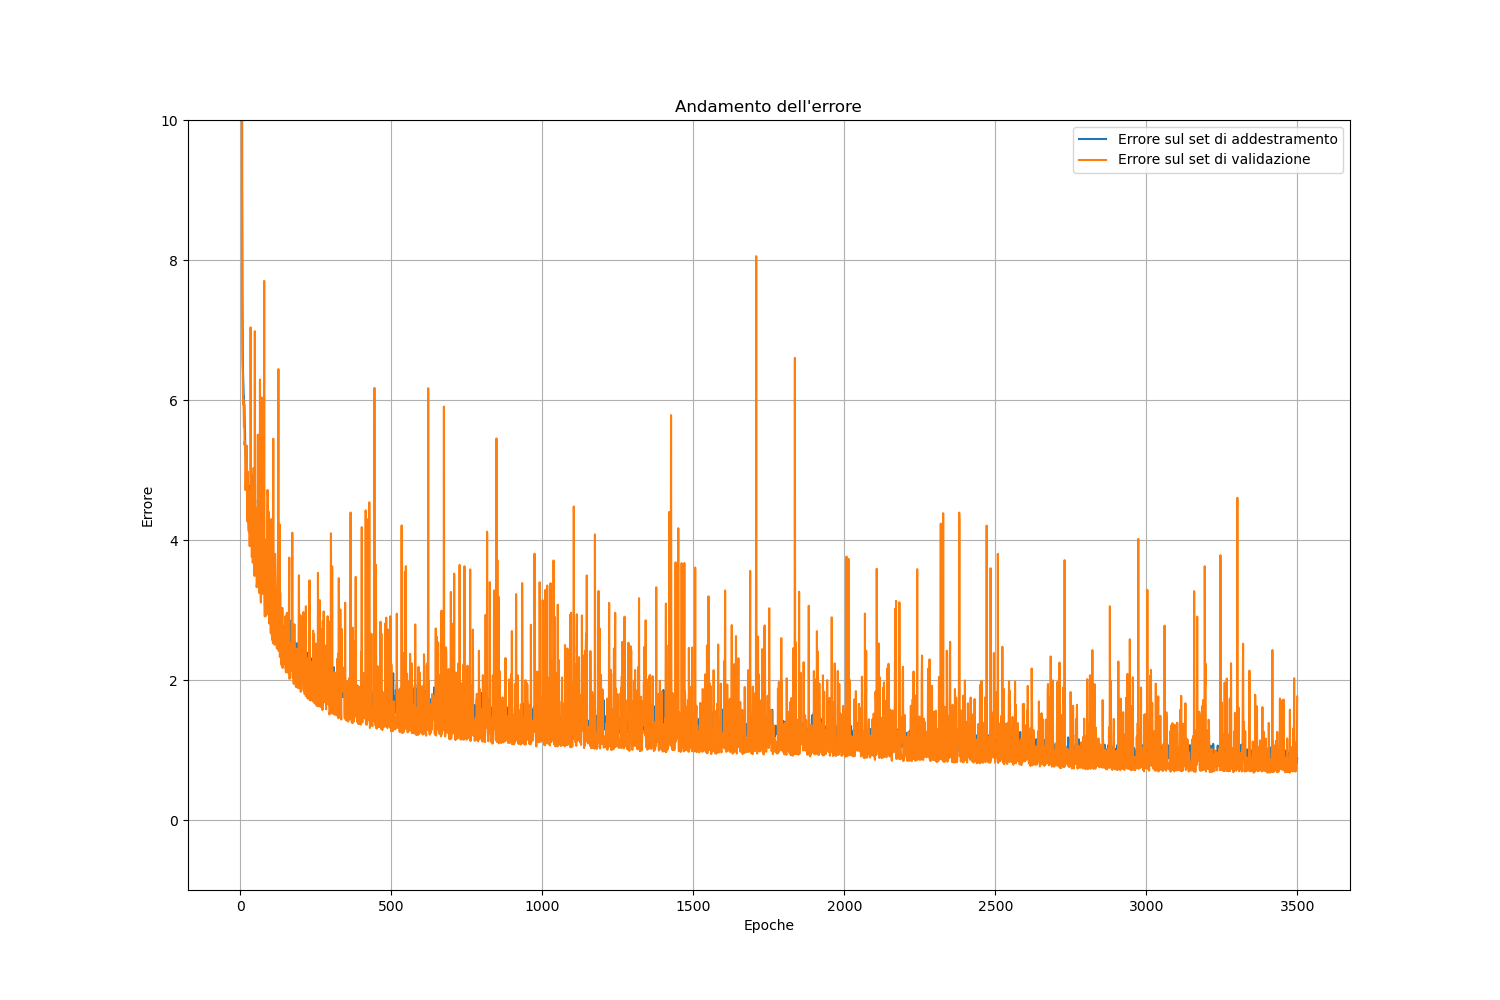 Andamento dell'errore
Errore sul set di addestramento
Errore sul set di validazione
10
8
6
4
2
0
Errore
0 500 1000 1500 2000 2500 3000 3500
Epoche